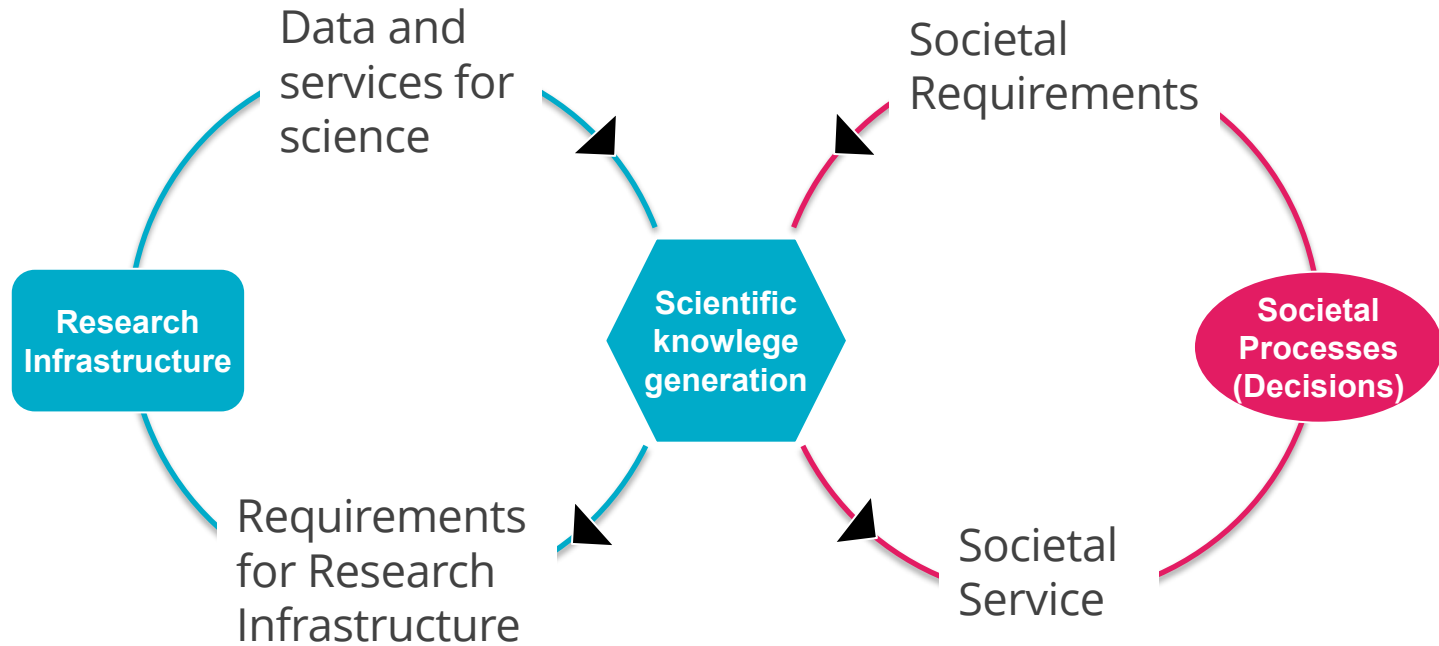 Data and
services for
science
Societal
Requirements
Research
Infrastructure
Scientific
knowlege
generation
Societal
Processes
(Decisions)
Requirements
for Research
Infrastructure
Societal
Service